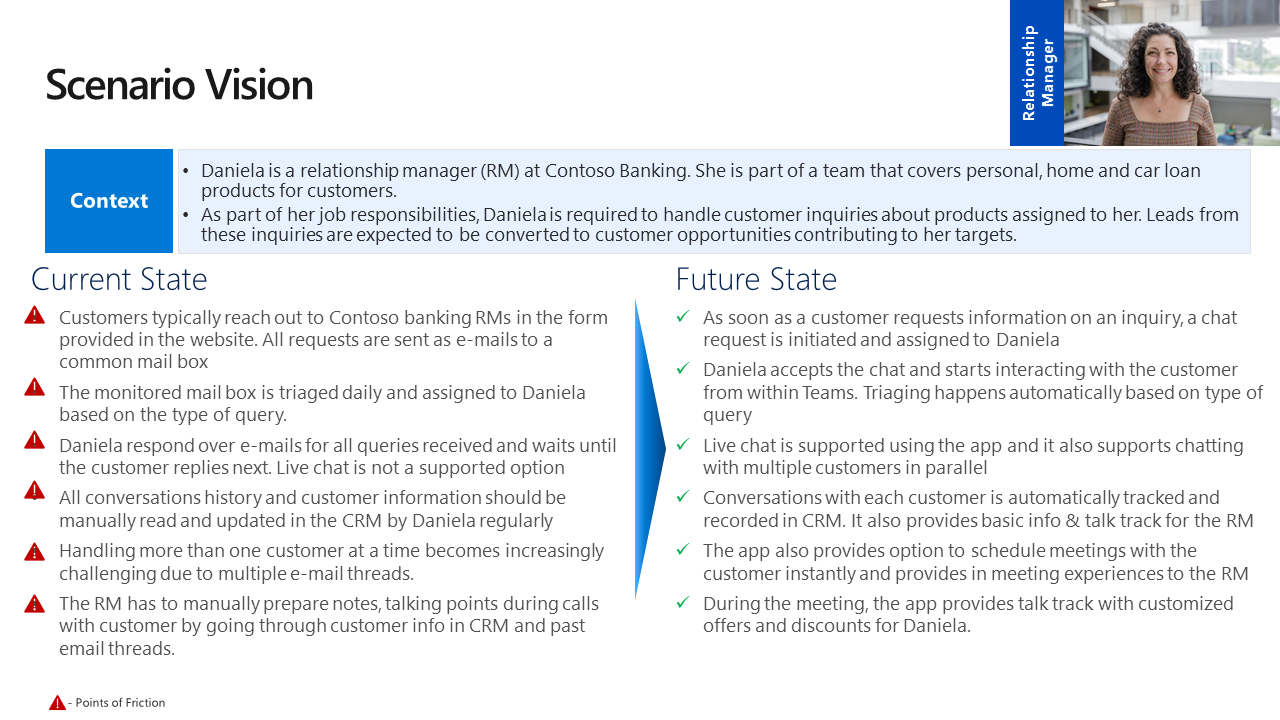 Relationship
Manager
Scenario Vision
Context
• Daniela is a relationship manager (RM) at Contoso Banking. She is part of a team that covers personal, home and car loan
products for customers.
• As part of her job responsibilities, Daniela is required to handle customer inquiries about products assigned to her. Leads from
these inquiries are expected to be converted to customer opportunities contributing to her targets.
Current State
Customers typically reach out to Contoso banking RMs in the form
provided in the website. All requests are sent as e-mails to a
common mail box
The monitored mail box is triaged daily and assigned to Daniela
based on the type of query.
Daniela respond over e-mails for all queries received and waits until
the customer replies next. Live chat is not a supported option
All conversations history and customer information should be
manually read and updated in the CRM by Daniela regularly
Handling more than one customer at a time becomes increasingly
challenging due to multiple e-mail threads.
The RM has to manually prepare notes, talking points during calls
with customer by going through customer info in CRM and past
email threads.
Future State
✓ As soon as a customer requests information on an inquiry, a chat
request is initiated and assigned to Daniela
✓ Daniela accepts the chat and starts interacting with the customer
from within Teams. Triaging happens automatically based on type of
query
✓ Live chat is supported using the app and it also supports chatting
with multiple customers in parallel
✓ Conversations with each customer is automatically tracked and
recorded in CRM. It also provides basic info & talk track for the RM
✓ The app also provides option to schedule meetings with the
customer instantly and provides in meeting experiences to the RM
✓ During the meeting, the app provides talk track with customized
offers and discounts for Daniela.
- Points of Friction